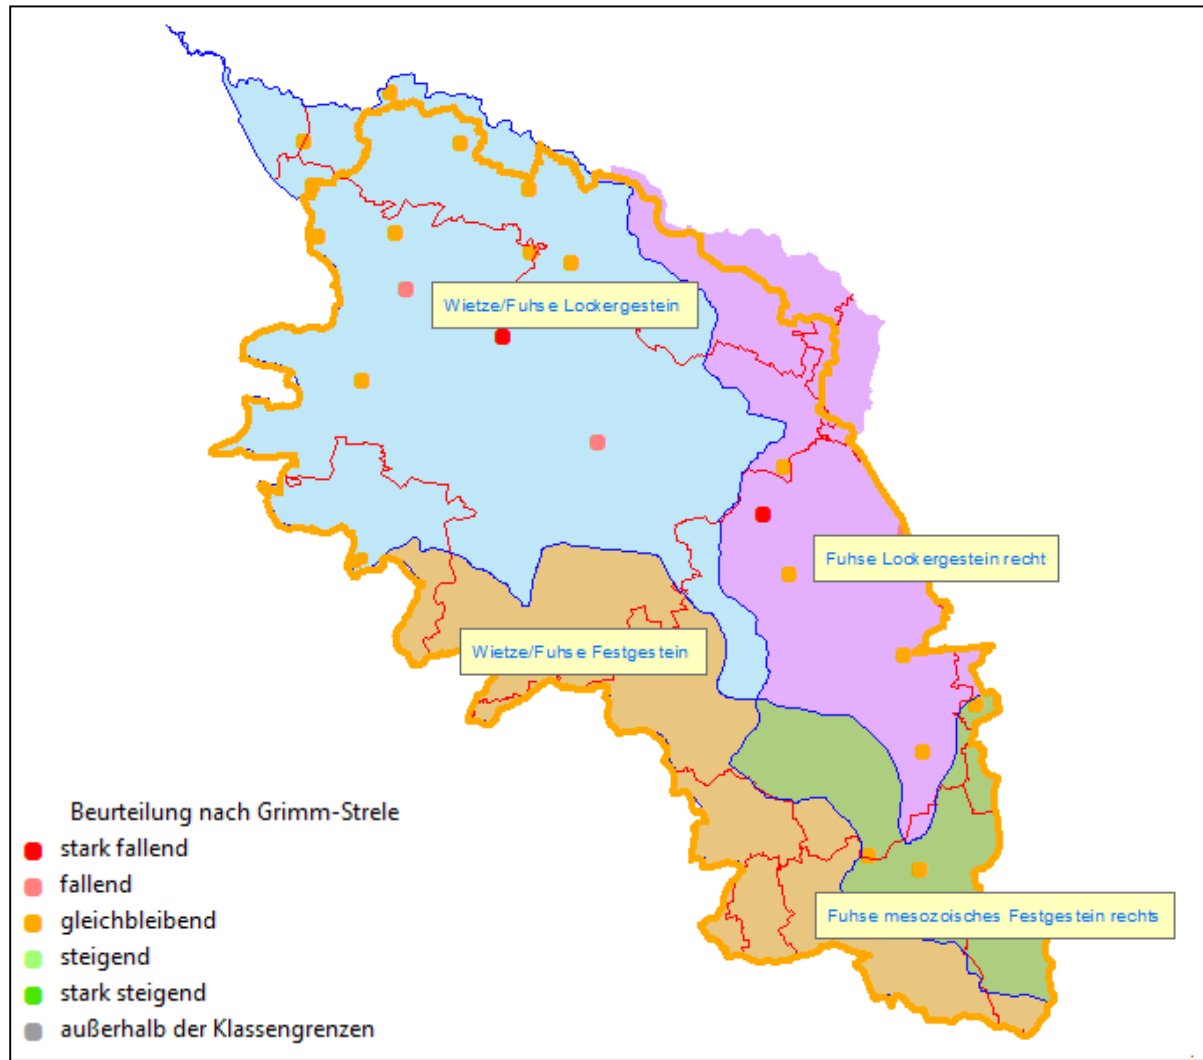 Wietze/Fuhse Lockergestein
Fuhse Lockergestein recht
Wietze/Fuhse Festgestein
Fuhse mesozoisches Festgestein rechts
Beurteilung nach Grimm-Strele
stark fallend
fallend
gleichbleibend
steigend
stark steigend
außerhalb der Klassengrenzen